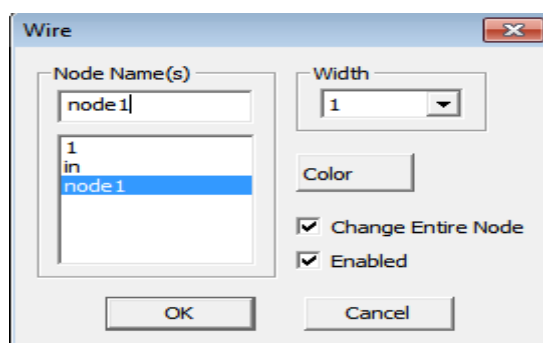 Wire
Node Name(s)
node1
1
in
node1
Width
1
Color
Change Entire Node
Enabled
OK
Cancel